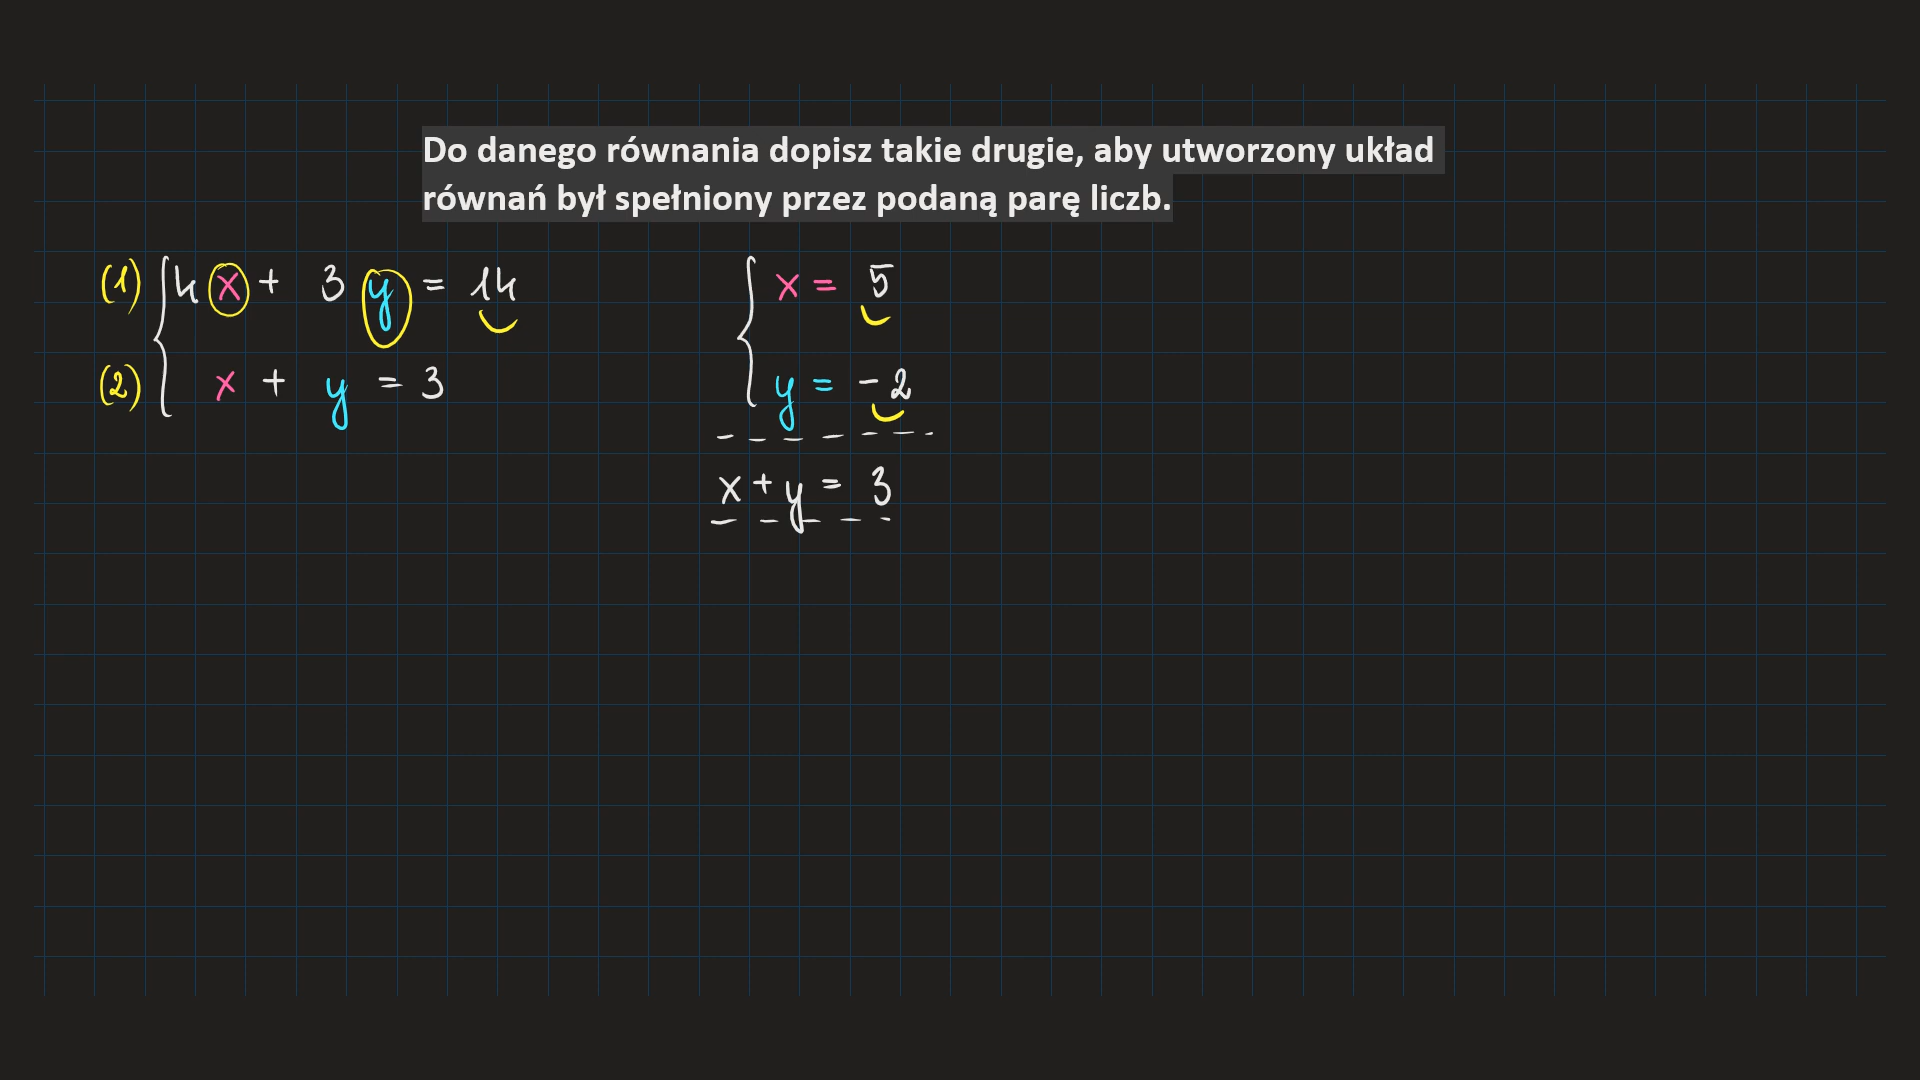 Do danego równania dopisz takie drugie, aby utworzony układ
równań był spełniony przez podaną parę liczb.
(1) 4x + 3y = 14
(2) x + y = 3
x = 5
y = -2
x + y = 3